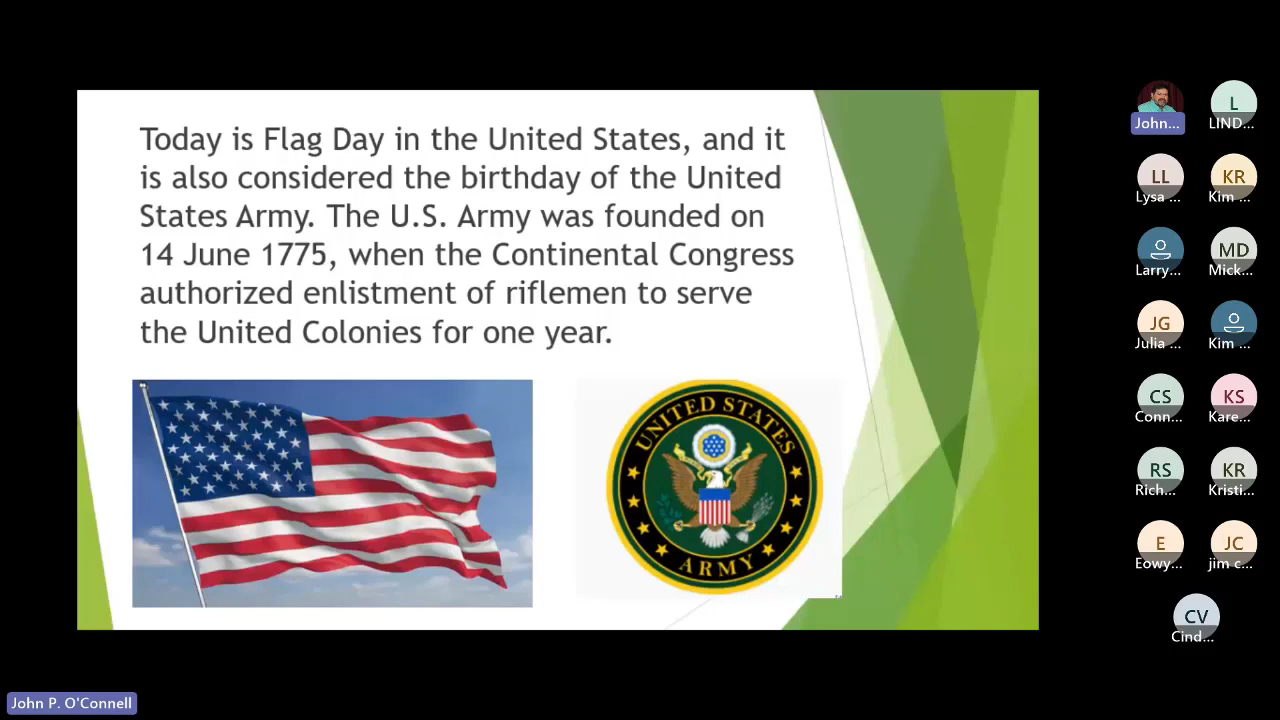 Today is Flag Day in the United States, and it
is also considered the birthday of the United
States Army. The U.S. Army was founded on
14 June 1775, when the Continental Congress
authorized enlistment of riflemen to serve
the United Colonies for one year.
UNITED STATES
ARMY
John...
L
LIND...
LL
Lysa ...
KR
Kim ...
Larry...
MD
Mick...
JG
Julia ...
Kim ...
CS
Conn...
KS
Kare...
RS
Rich...
KR
Kristi...
E
Eowy...
JC
jim c...
CV
Cind...
John P. O'Connell